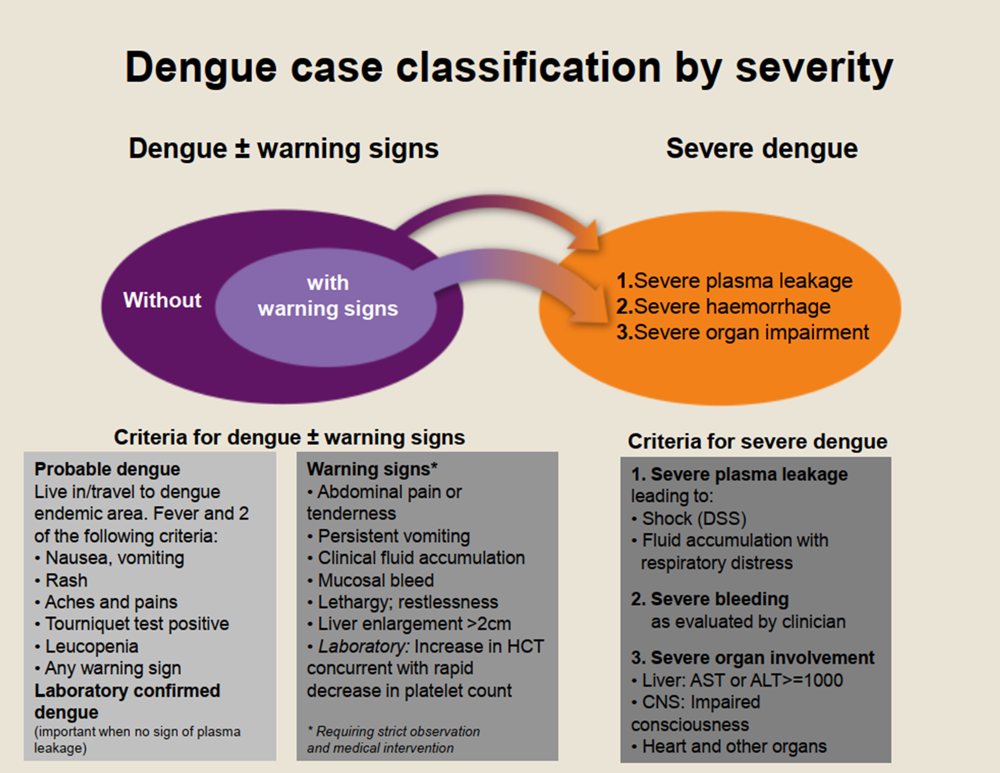 Dengue case classification by severity
Dengue ± warning signs
Severe dengue
Without
with
warning signs
1.Severe plasma leakage
2.Severe haemorrhage
3.Severe organ impairment
Criteria for dengue ± warning signs
Probable dengue
Live in/travel to dengue
endemic area. Fever and 2
of the following criteria:
• Nausea, vomiting
• Rash
• Aches and pains
• Tourniquet test positive
• Leucopenia
• Any warning sign
Laboratory confirmed
dengue
(important when no sign of plasma
leakage)
Warning signs*
• Abdominal pain or
tenderness
• Persistent vomiting
• Clinical fluid accumulation
• Mucosal bleed
• Lethargy; restlessness
• Liver enlargement >2cm
• Laboratory: Increase in HCT
concurrent with rapid
decrease in platelet count
* Requiring strict observation
and medical intervention
Criteria for severe dengue
1. Severe plasma leakage
leading to:
• Shock (DSS)
• Fluid accumulation with
respiratory distress
2. Severe bleeding
as evaluated by clinician
3. Severe organ involvement
• Liver: AST or ALT>=1000
• CNS: Impaired
consciousness
• Heart and other organs